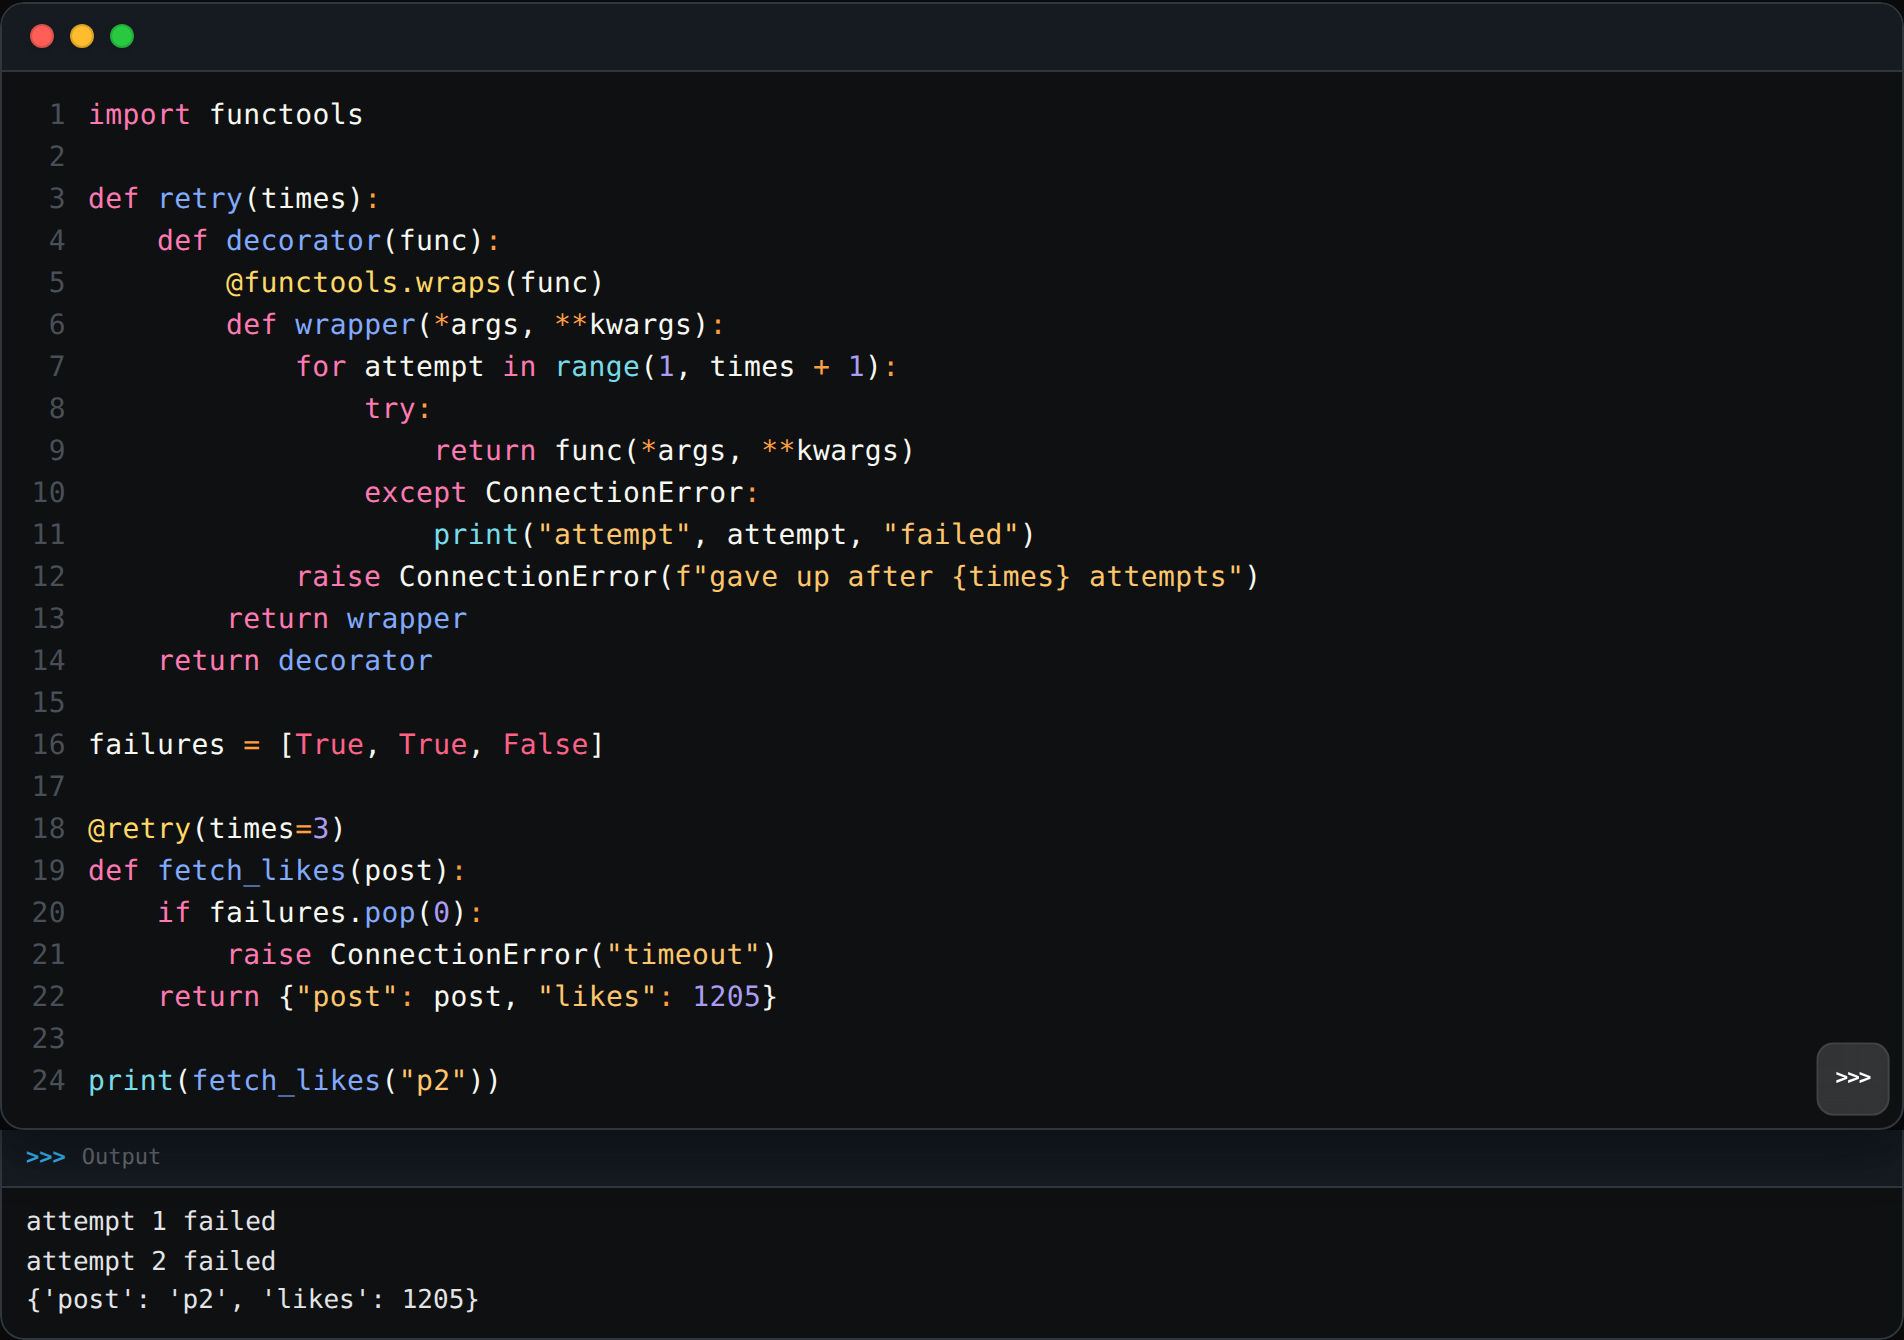 1 import functools
2
3 def retry(times):
4     def decorator(func):
5         @functools.wraps(func)
6         def wrapper(*args, **kwargs):
7             for attempt in range(1, times + 1):
8                 try:
9                     return func(*args, **kwargs)
10                 except ConnectionError:
11                     print("attempt", attempt, "failed")
12             raise ConnectionError(f"gave up after {times} attempts")
13         return wrapper
14     return decorator
15
16 failures = [True, True, False]
17
18 @retry(times=3)
19 def fetch_likes(post):
20     if failures.pop(0):
21         raise ConnectionError("timeout")
22     return {"post": post, "likes": 1205}
23
24 print(fetch_likes("p2"))
>>>
>>> Output
attempt 1 failed
attempt 2 failed
{'post': 'p2', 'likes': 1205}